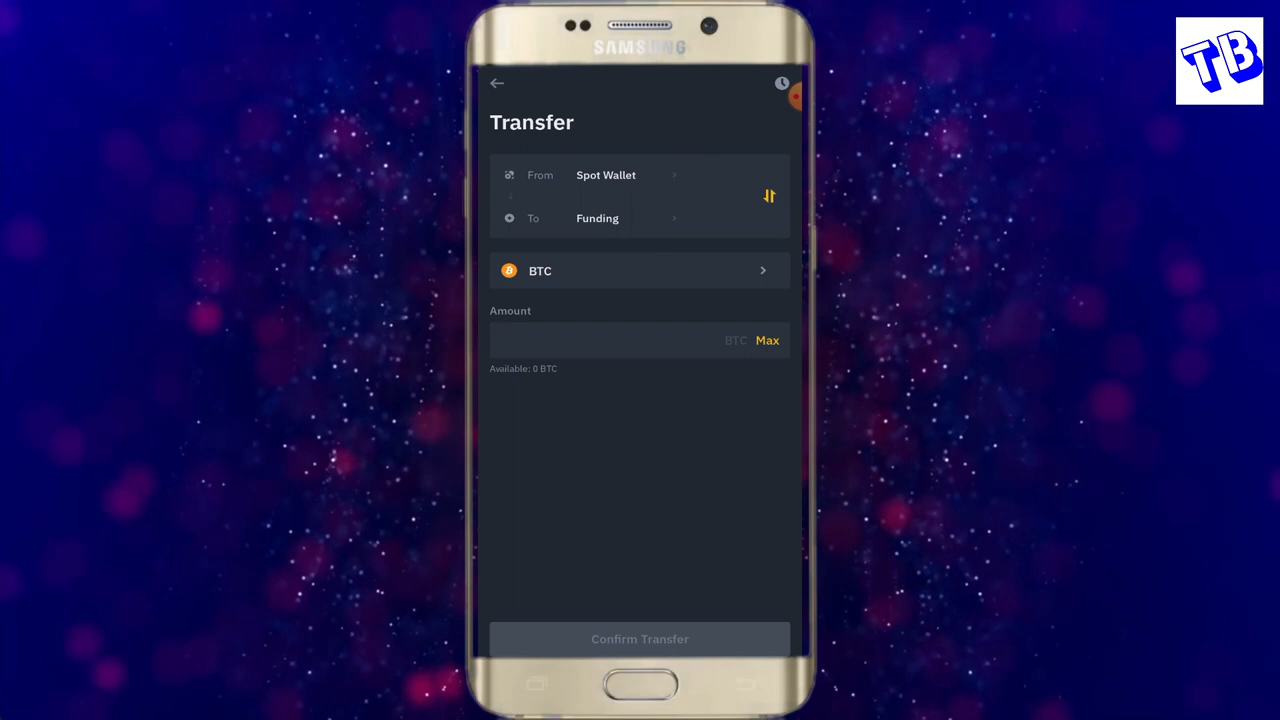 TB
SAMSUNG
Transfer
From Spot Wallet
To Funding
BTC
Amount
BTC Max
Available: 0 BTC
Confirm Transfer